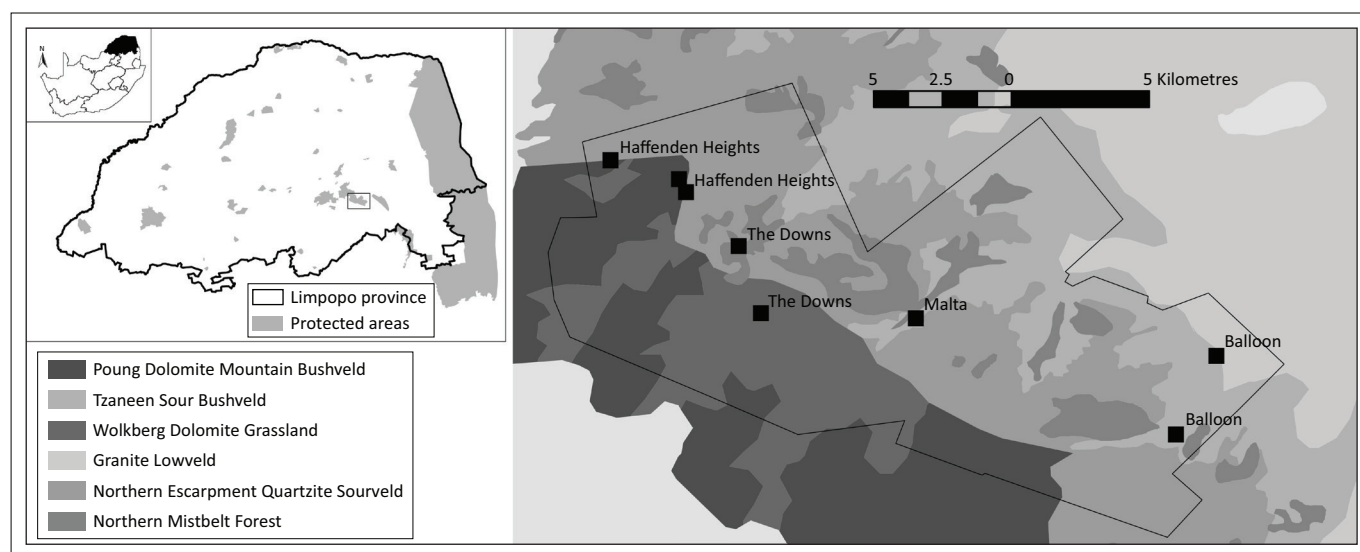 N
Limpopo province
Protected areas
Poung Dolomite Mountain Bushveld
Tzaneen Sour Bushveld
Wolkberg Dolomite Grassland
Granite Lowveld
Northern Escarpment Quartzite Sourveld
Northern Mistbelt Forest
5 2.5 0 5 Kilometres
Haffenden Heights
Haffenden Heights
The Downs
The Downs
Malta
Balloon
Balloon